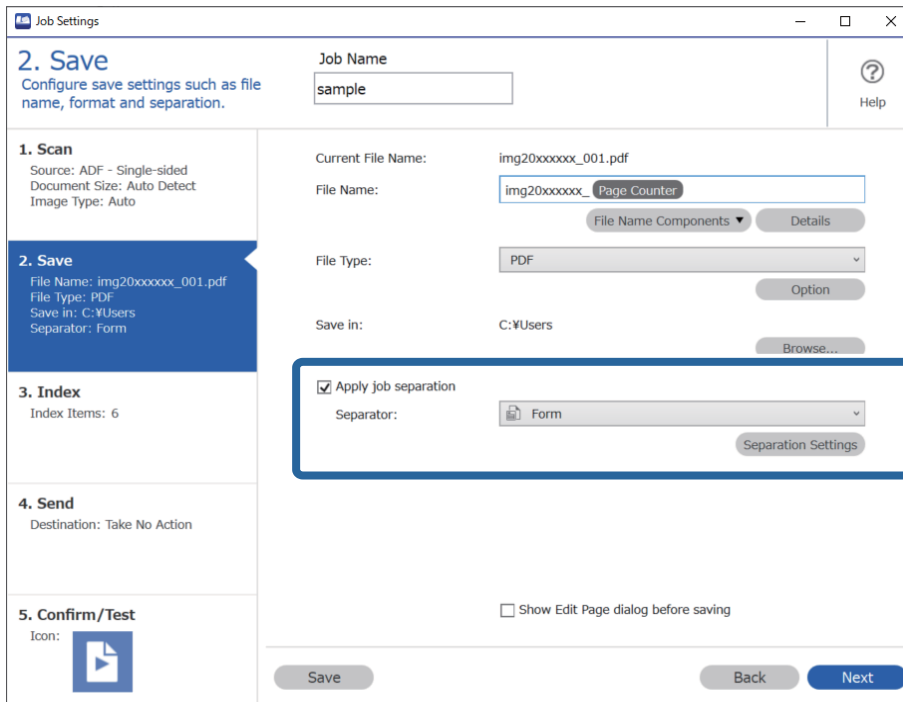 Job Settings
2. Save
Configure save settings such as file
name, format and separation.
Job Name
sample
Help
1. Scan
Source: ADF - Single-sided
Document Size: Auto Detect
Image Type: Auto
2. Save
File Name: img20xxxxxx_001.pdf
File Type: PDF
Save in: C:¥Users
Separator: Form
3. Index
Index Items: 6
4. Send
Destination: Take No Action
5. Confirm/Test
Icon:
Current File Name: img20xxxxxx_001.pdf
File Name: img20xxxxxx_ Page Counter
File Name Components ▼ Details
File Type: PDF
Option
Save in: C:¥Users
Browse...
Apply job separation
Separator: Form
Separation Settings
Show Edit Page dialog before saving
Save Back Next